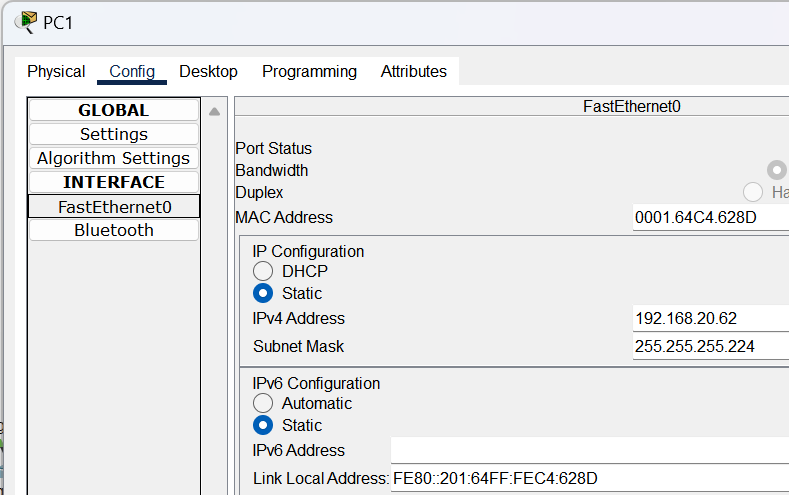 PC1
Physical Config Desktop Programming Attributes
GLOBAL
Settings
Algorithm Settings
INTERFACE
FastEthernet0
Bluetooth
FastEthernet0
Port Status
Bandwidth
Duplex
Ha
MAC Address 0001.64C4.628D
IP Configuration
DHCP
Static
IPv4 Address 192.168.20.62
Subnet Mask 255.255.255.224
IPv6 Configuration
Automatic
Static
IPv6 Address
Link Local Address: FE80::201:64FF:FEC4:628D